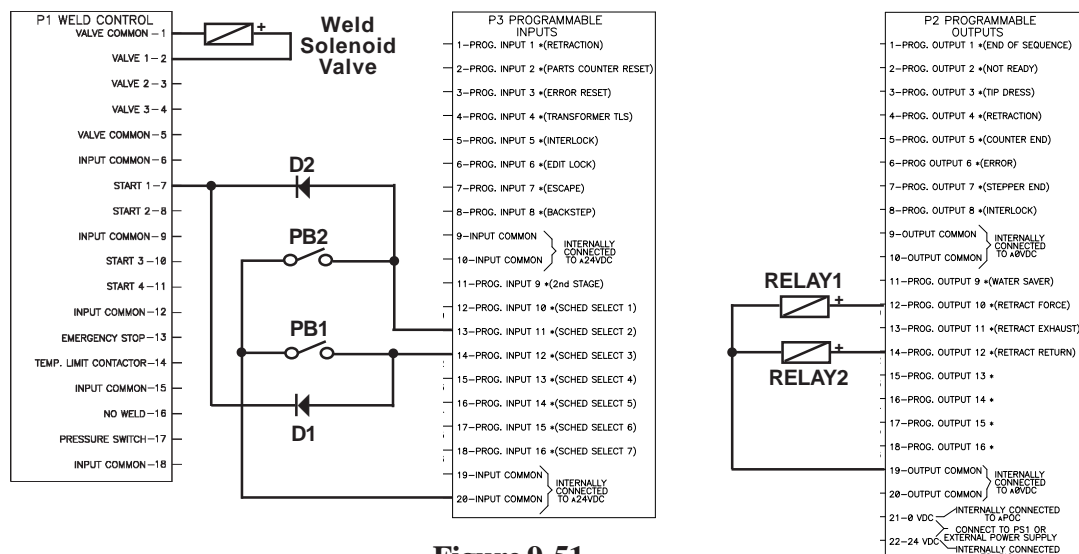 P1 WELD CONTROL
VALVE COMMON–1
VALVE 1–2
VALVE 2–3
VALVE 3–4
VALVE COMMON–5
INPUT COMMON–6
START 1–7
START 2–8
INPUT COMMON–9
START 3–10
START 4–11
INPUT COMMON–12
EMERGENCY STOP–13
TEMP. LIMIT CONTACTOR–14
INPUT COMMON–15
NO WELD–16
PRESSURE SWITCH–17
INPUT COMMON–18
+
Weld
Solenoid
Valve
D2
PB2
PB1
D1
P3 PROGRAMMABLE
INPUTS
1–PROG. INPUT 1 *(RETRACTION)
2–PROG. INPUT 2 *(PARTS COUNTER RESET)
3–PROG. INPUT 3 *(ERROR RESET)
4–PROG. INPUT 4 *(TRANSFORMER TLS)
5–PROG. INPUT 5 *(INTERLOCK)
6–PROG. INPUT 6 *(EDIT LOCK)
7–PROG. INPUT 7 *(ESCAPE)
8–PROG. INPUT 8 *(BACKSTEP)
9–INPUT COMMON
10–INPUT COMMON
INTERNALLY
CONNECTED
TO ▲24VDC
11–PROG. INPUT 9 *(2nd STAGE)
12–PROG. INPUT 10 *(SCHED SELECT 1)
13–PROG. INPUT 11 *(SCHED SELECT 2)
14–PROG. INPUT 12 *(SCHED SELECT 3)
15–PROG. INPUT 13 *(SCHED SELECT 4)
16–PROG. INPUT 14 *(SCHED SELECT 5)
17–PROG. INPUT 15 *(SCHED SELECT 6)
18–PROG. INPUT 16 *(SCHED SELECT 7)
19–INPUT COMMON
20–INPUT COMMON
INTERNALLY
CONNECTED
TO ▲24VDC
RELAY1
+
RELAY2
+
P2 PROGRAMMABLE
OUTPUTS
1–PROG. OUTPUT 1 *(END OF SEQUENCE)
2–PROG. OUTPUT 2 *(NOT READY)
3–PROG. OUTPUT 3 *(TIP DRESS)
4–PROG. OUTPUT 4 *(RETRACTION)
5–PROG. OUTPUT 5 *(COUNTER END)
6–PROG OUTPUT 6 *(ERROR)
7–PROG. OUTPUT 7 *(STEPPER END)
8–PROG. OUTPUT 8 *(INTERLOCK)
9–OUTPUT COMMON
10–OUTPUT COMMON
INTERNALLY
CONNECTED
TO ▲0VDC
11–PROG. OUTPUT 9 *(WATER SAVER)
12–PROG. OUTPUT 10 *(RETRACT FORCE)
13–PROG. OUTPUT 11 *(RETRACT EXHAUST)
14–PROG. OUTPUT 12 *(RETRACT RETURN)
15–PROG. OUTPUT 13 *
16–PROG. OUTPUT 14 *
17–PROG. OUTPUT 15 *
18–PROG. OUTPUT 16 *
19–OUTPUT COMMON
20–OUTPUT COMMON
INTERNALLY
CONNECTED
TO ▲0VDC
21–0 VDC
INTERNALLY CONNECTED
TO ▲POC
CONNECT TO PS1 OR
EXTERNAL POWER SUPPLY
22–24 VDC
INTERNALLY CONNECTED